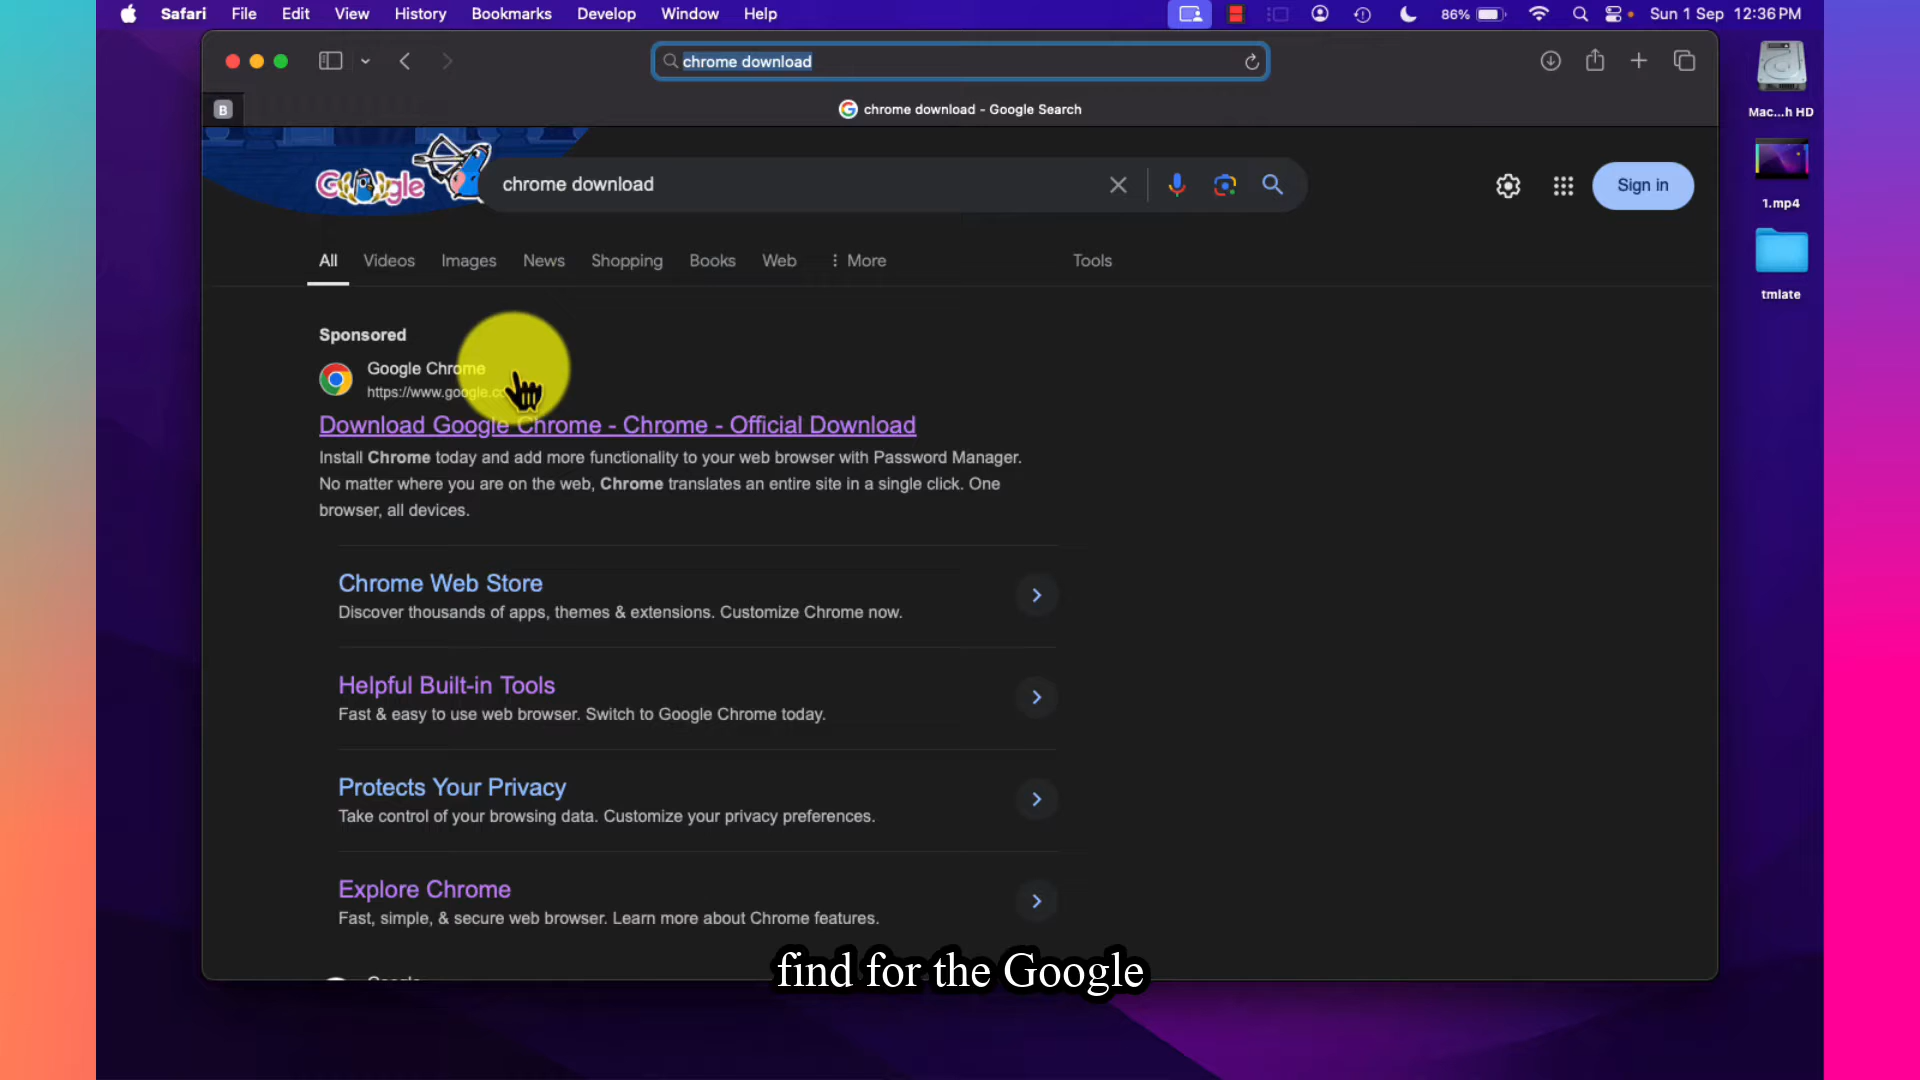 Safari File Edit View History Bookmarks Develop Window Help 86% Sun 1 Sep 12:36 PM
chrome download
B
chrome download - Google Search
Google
chrome download
Sign in
All Videos Images News Shopping Books Web More Tools
Sponsored
Google Chrome
https://www.google.co
Download Google Chrome - Chrome - Official Download
Install Chrome today and add more functionality to your web browser with Password Manager.
No matter where you are on the web, Chrome translates an entire site in a single click. One
browser, all devices.
Chrome Web Store
Discover thousands of apps, themes & extensions. Customize Chrome now.
Helpful Built-in Tools
Fast & easy to use web browser. Switch to Google Chrome today.
Protects Your Privacy
Take control of your browsing data. Customize your privacy preferences.
Explore Chrome
Fast, simple, & secure web browser. Learn more about Chrome features.
find for the Google
Mac...h HD
1.mp4
tmlate